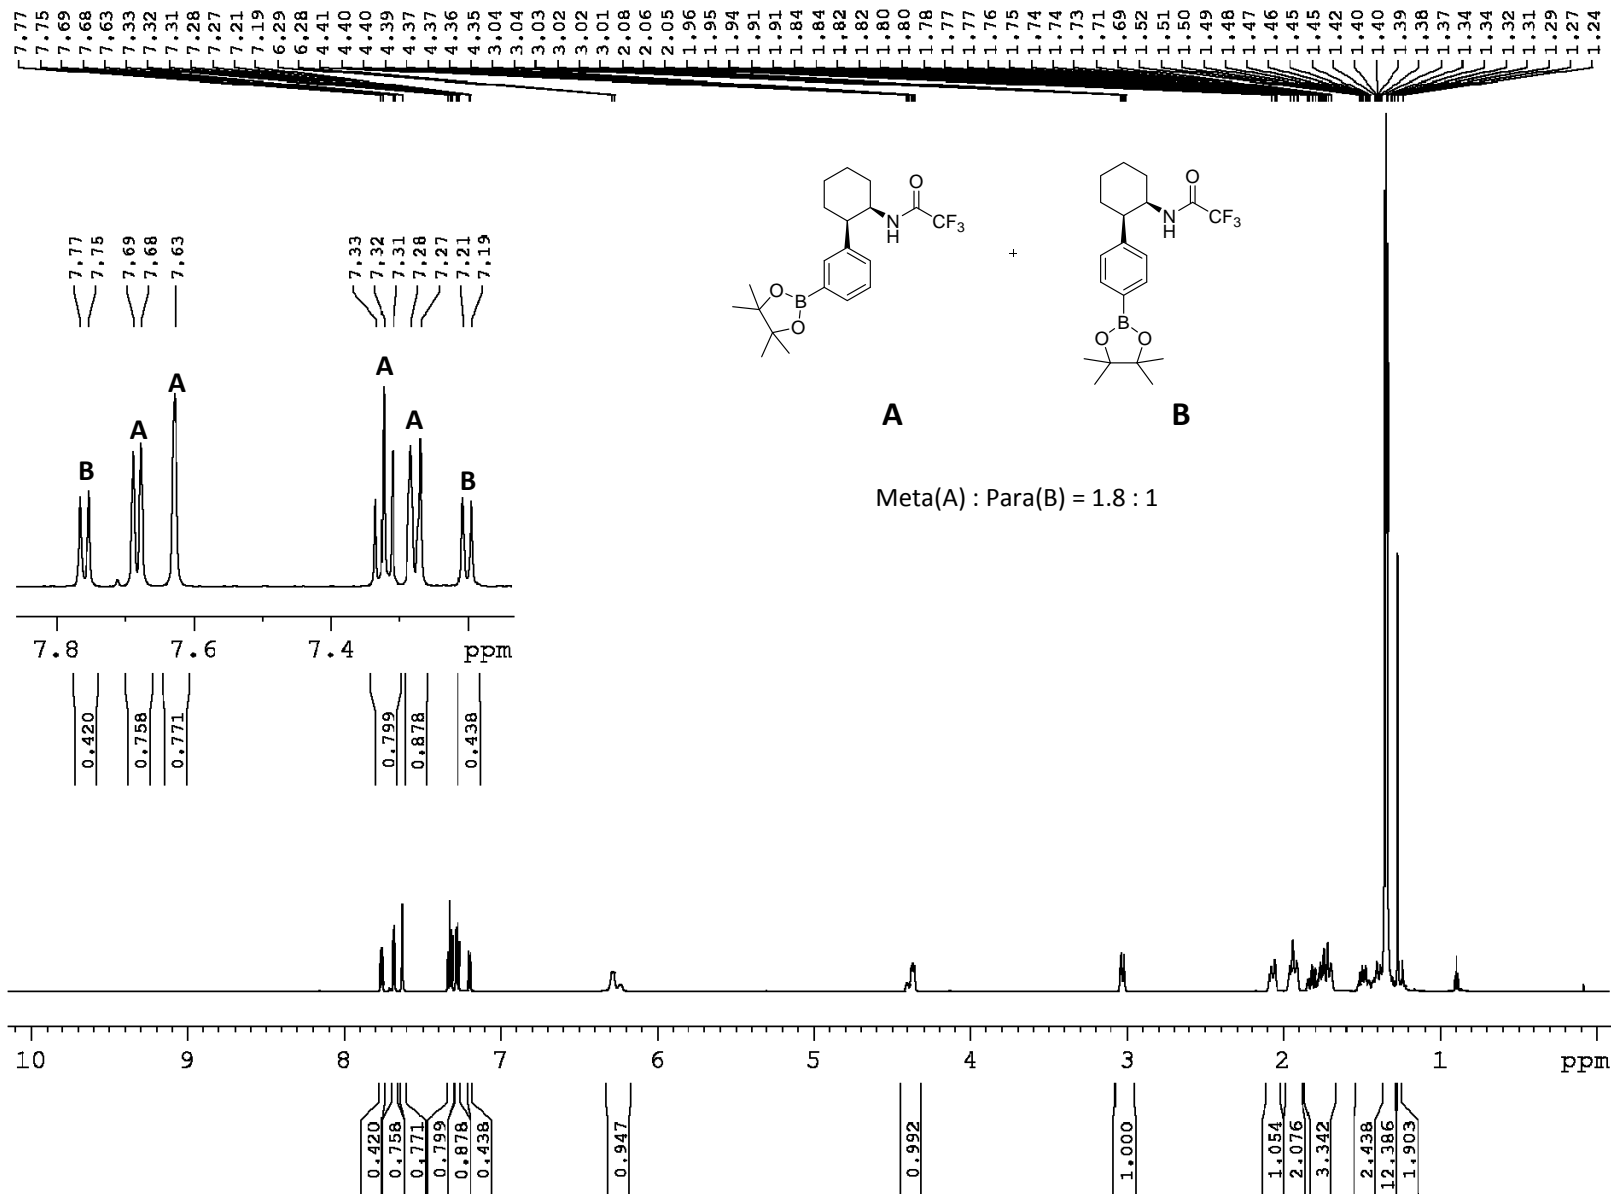 7.77 7.75 7.69 7.68 7.63 7.33 7.32 7.31 7.28 7.27 7.21 7.19 6.29 6.28 4.41 4.40 4.40 4.39 4.37 4.37 4.36 4.35 3.04 3.04 3.03 3.02 3.02 3.01 2.08 2.06 2.05 1.96 1.95 1.94 1.91 1.91 1.84 1.84 1.82 1.82 1.80 1.80 1.78 1.77 1.77 1.76 1.75 1.74 1.74 1.73 1.71 1.69 1.52 1.51 1.50 1.49 1.48 1.47 1.46 1.45 1.45 1.42 1.40 1.40 1.39 1.38 1.37 1.34 1.34 1.32 1.31 1.29 1.27 1.24
7.77 7.75 7.69 7.68 7.63 7.33 7.32 7.31 7.28 7.27 7.21 7.19
B A A A A B
7.8 7.6 7.4 ppm
0.420 0.758 0.771 0.799 0.878 0.438
O
N
H
CF3
O
B
O
+
O
N
H
CF3
B
O
O
A B
Meta(A) : Para(B) = 1.8 : 1
10 9 8 7 6 5 4 3 2 1 ppm
0.420 0.758 0.771 0.799 0.878 0.438 0.947 0.992 1.000 1.054 2.076 3.342 2.438 12.386 1.903